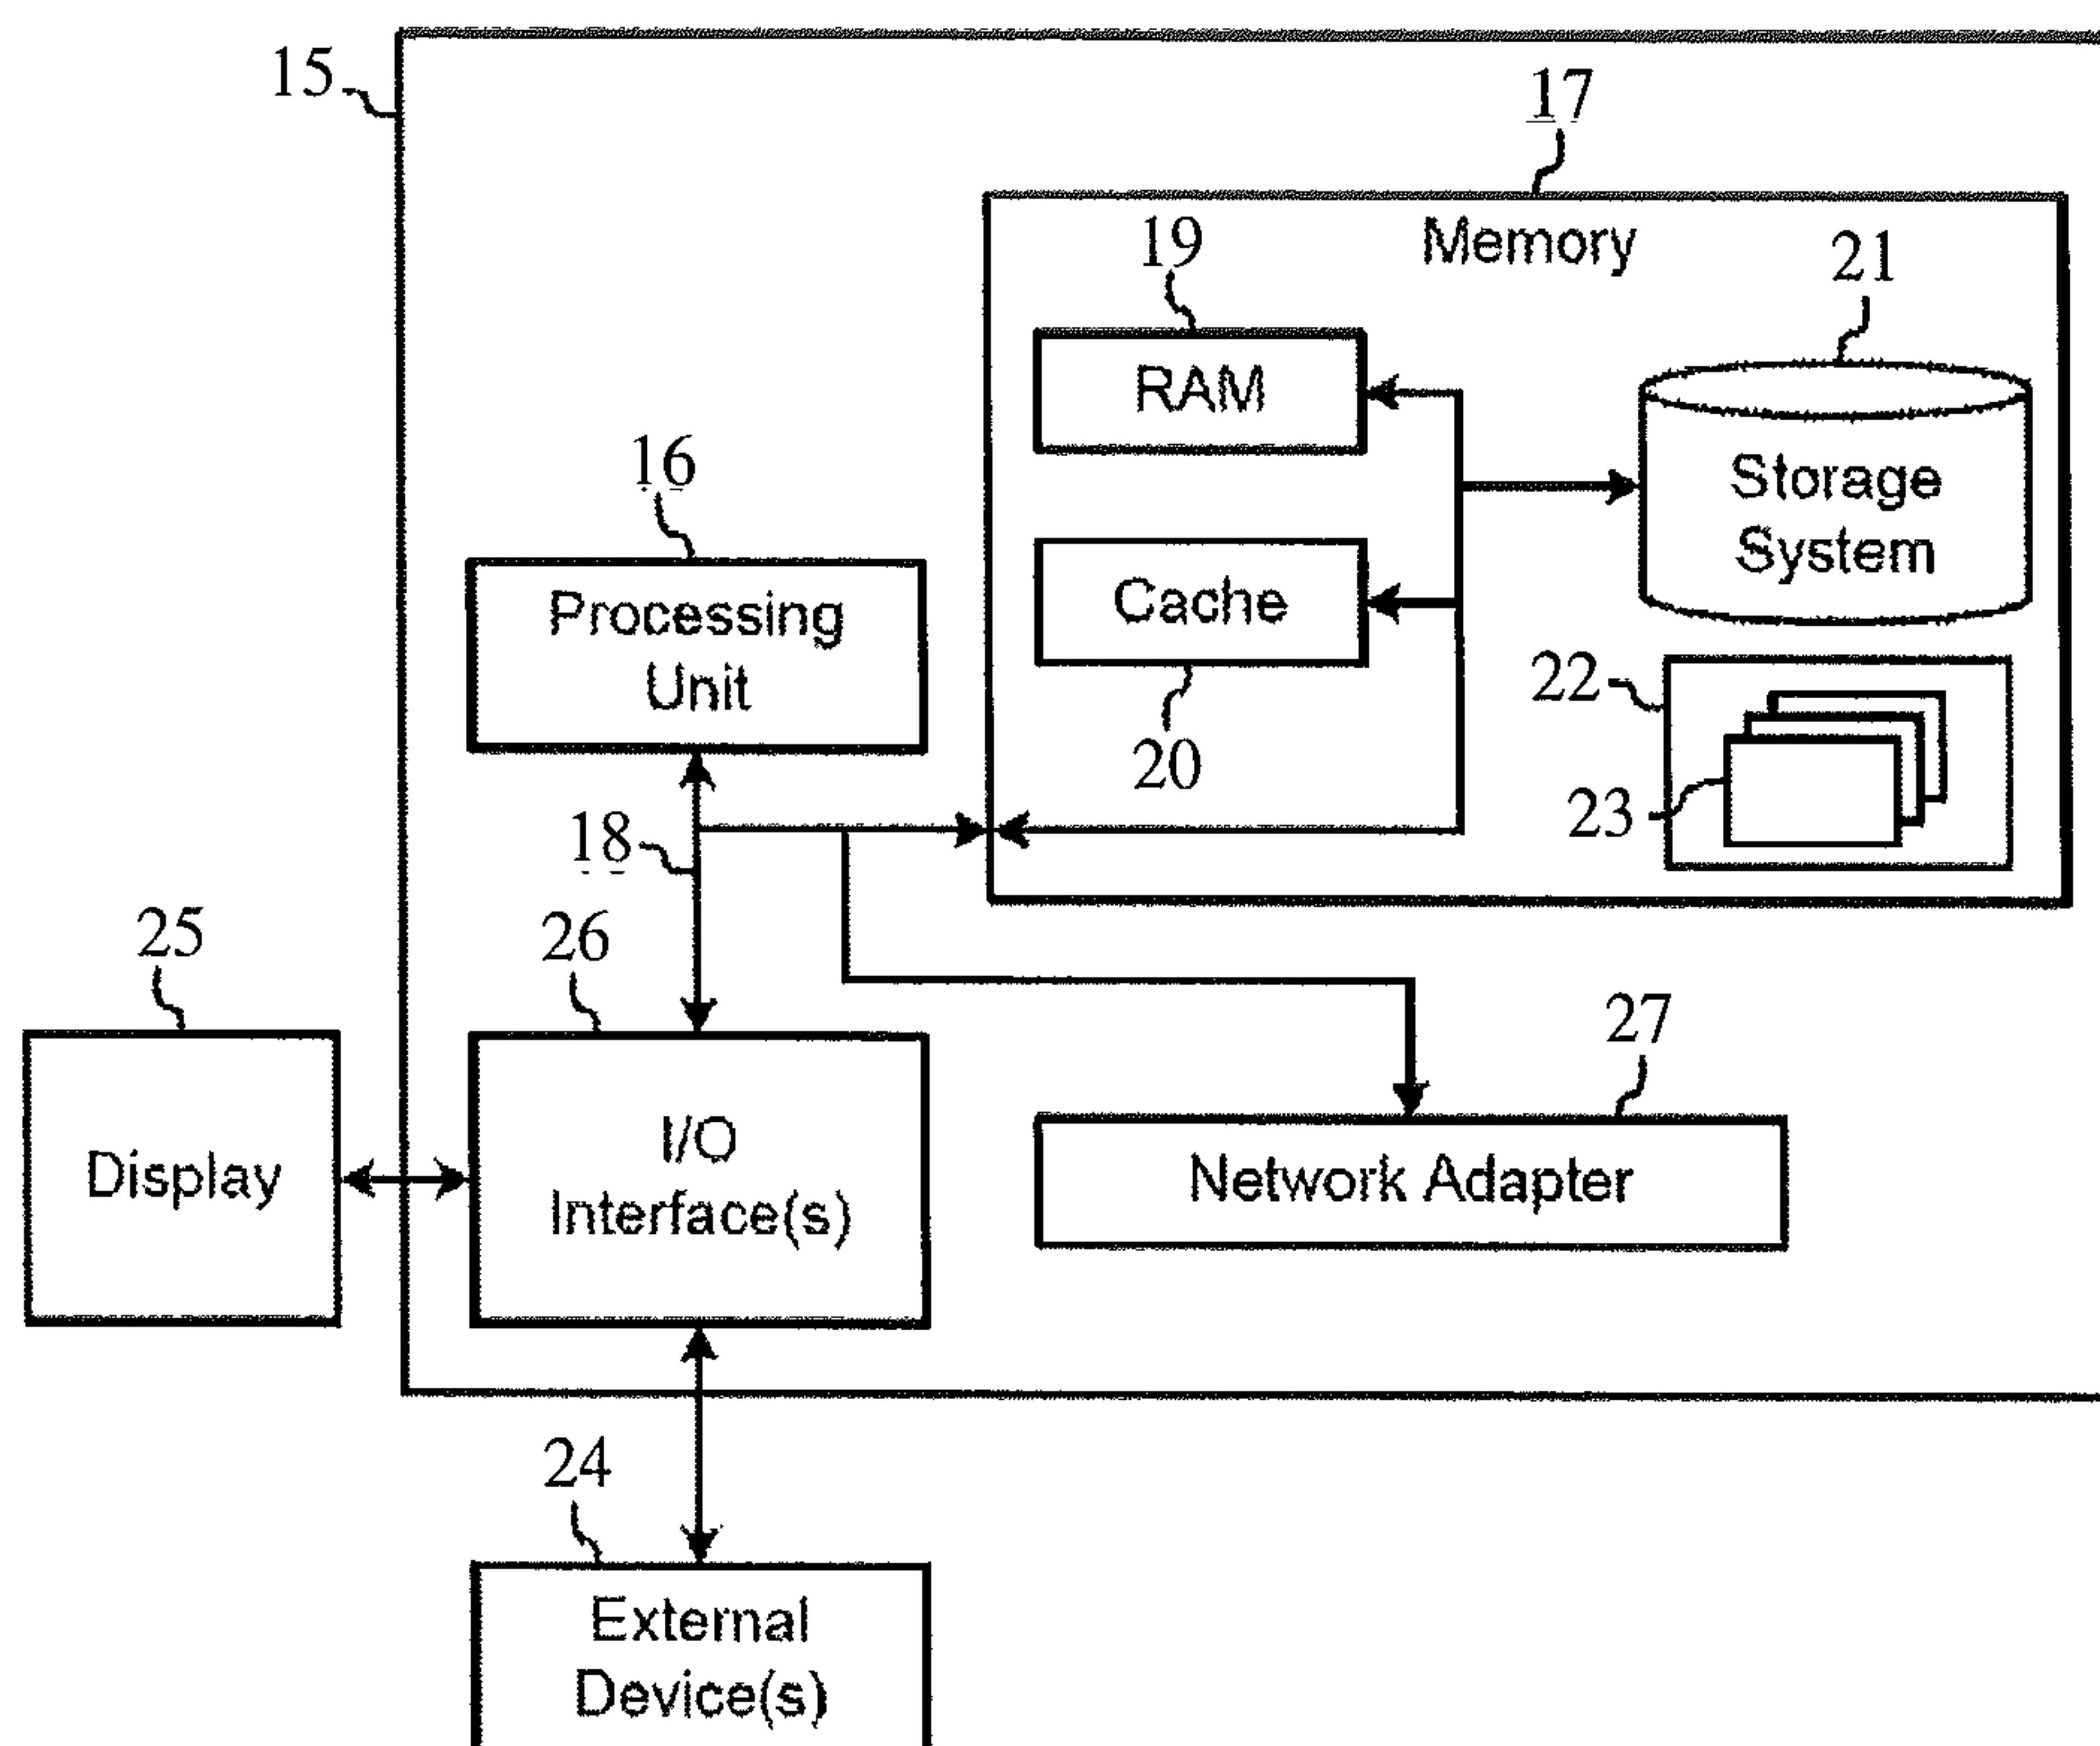 15
17
Memory
19
21
RAM
16
Storage
System
Processing
Unit
Cache
22
20
23
18
25
26
27
Display
I/O
Interface(s)
Network Adapter
24
External
Device(s)